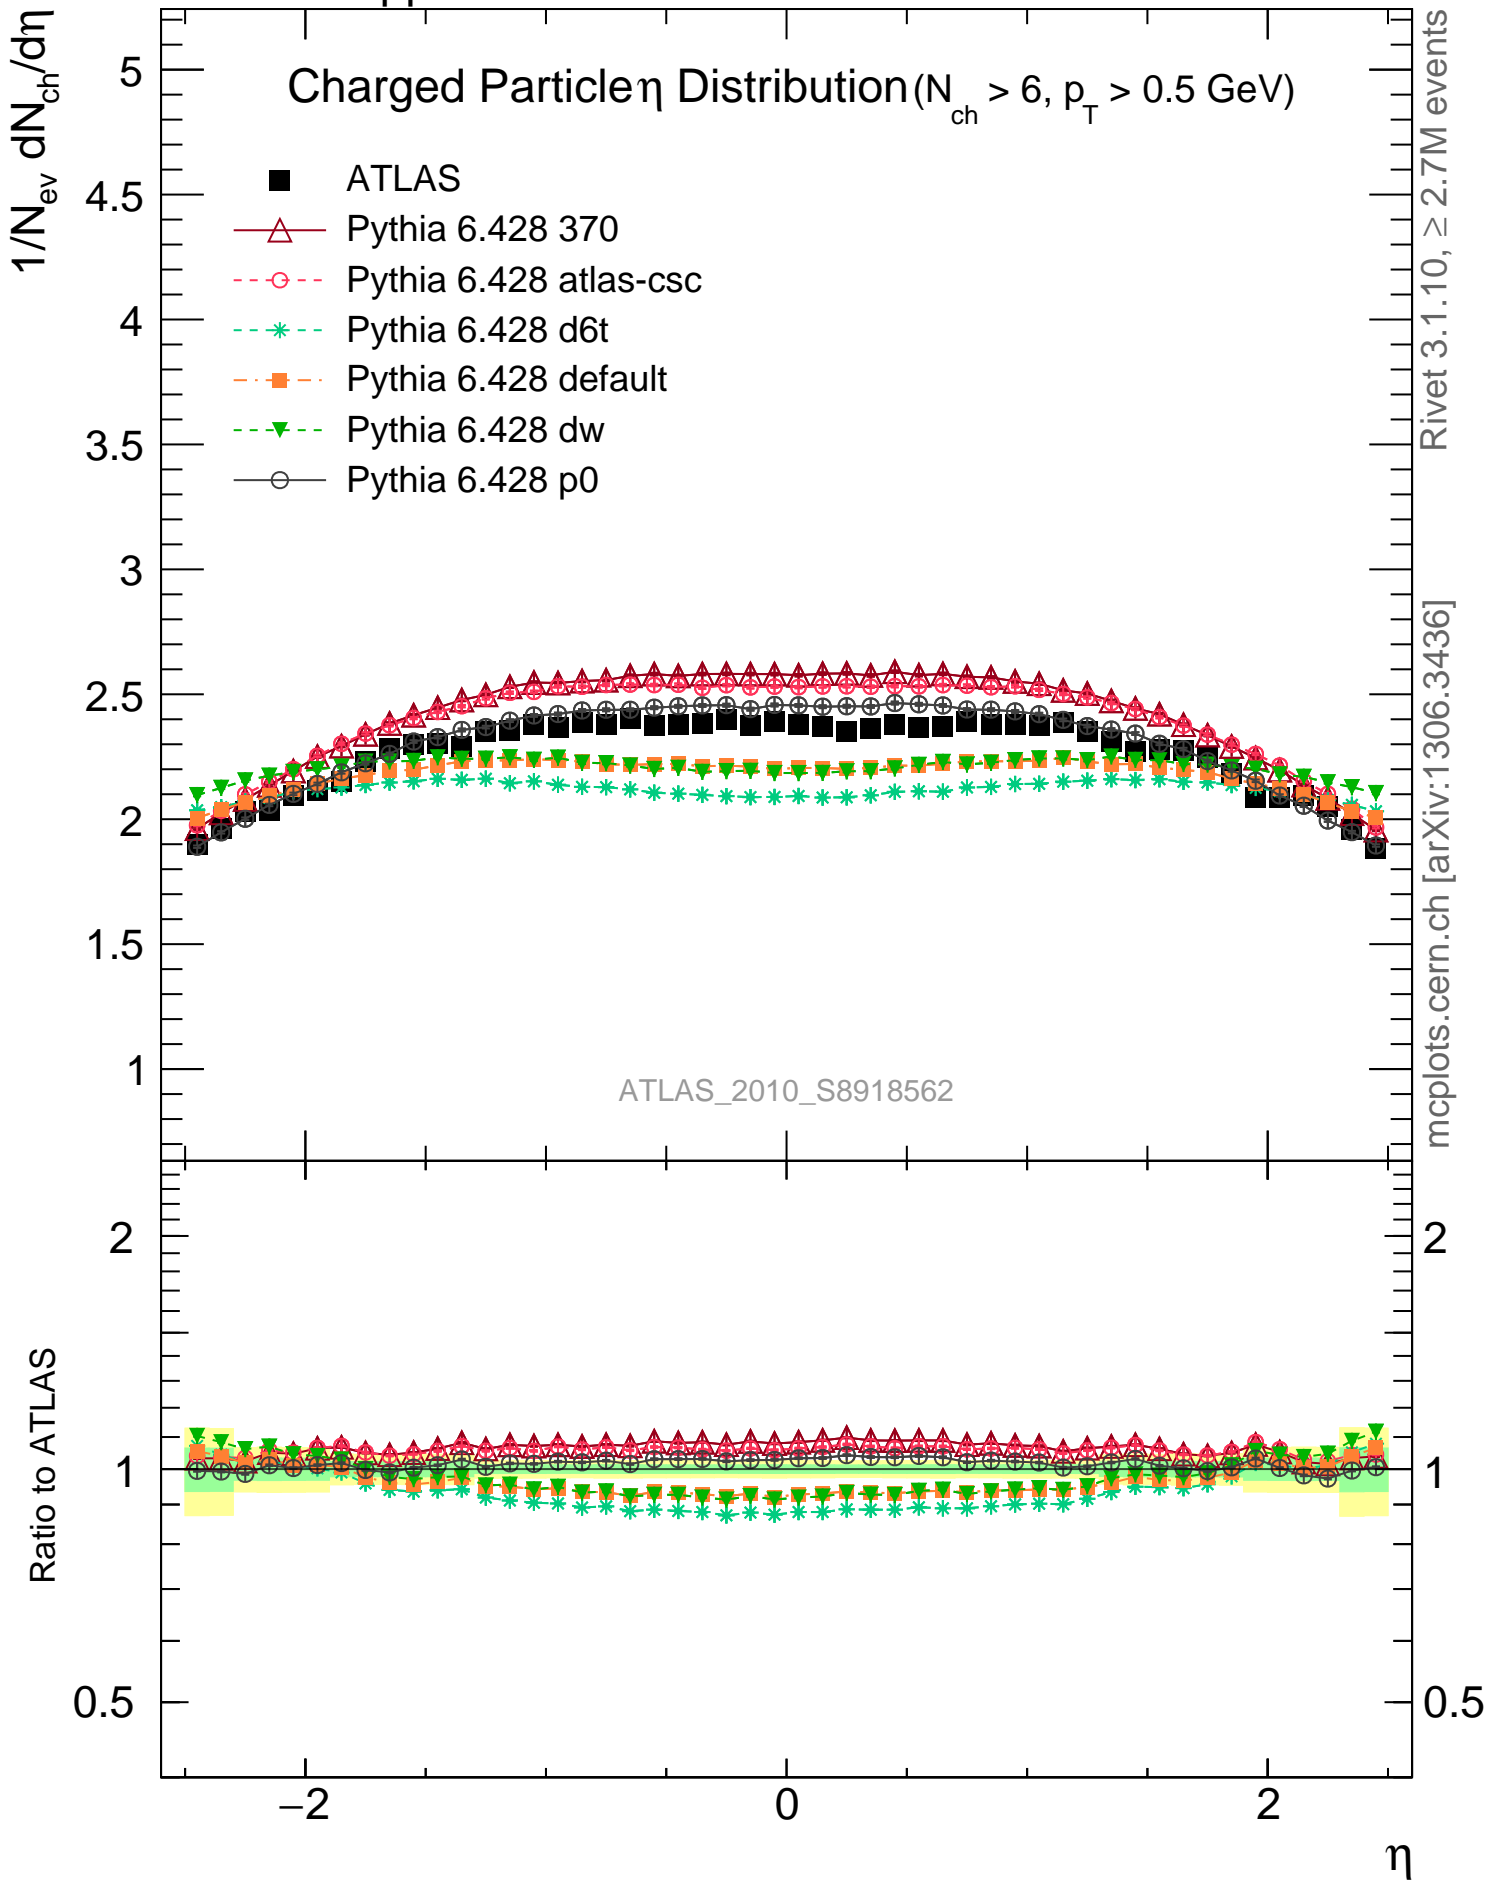 1/N_ev dN_ch/dη
Charged Particle η Distribution (N_ch > 6, p_T > 0.5 GeV)
ATLAS
Pythia 6.428 370
Pythia 6.428 atlas-csc
Pythia 6.428 d6t
Pythia 6.428 default
Pythia 6.428 dw
Pythia 6.428 p0
5
4.5
4
3.5
3
2.5
2
1.5
1
ATLAS_2010_S8918562
Rivet 3.1.10, ≥ 2.7M events
mcplots.cern.ch [arXiv:1306.3436]
Ratio to ATLAS
2
1
0.5
2
1
0.5
−2
0
2
η